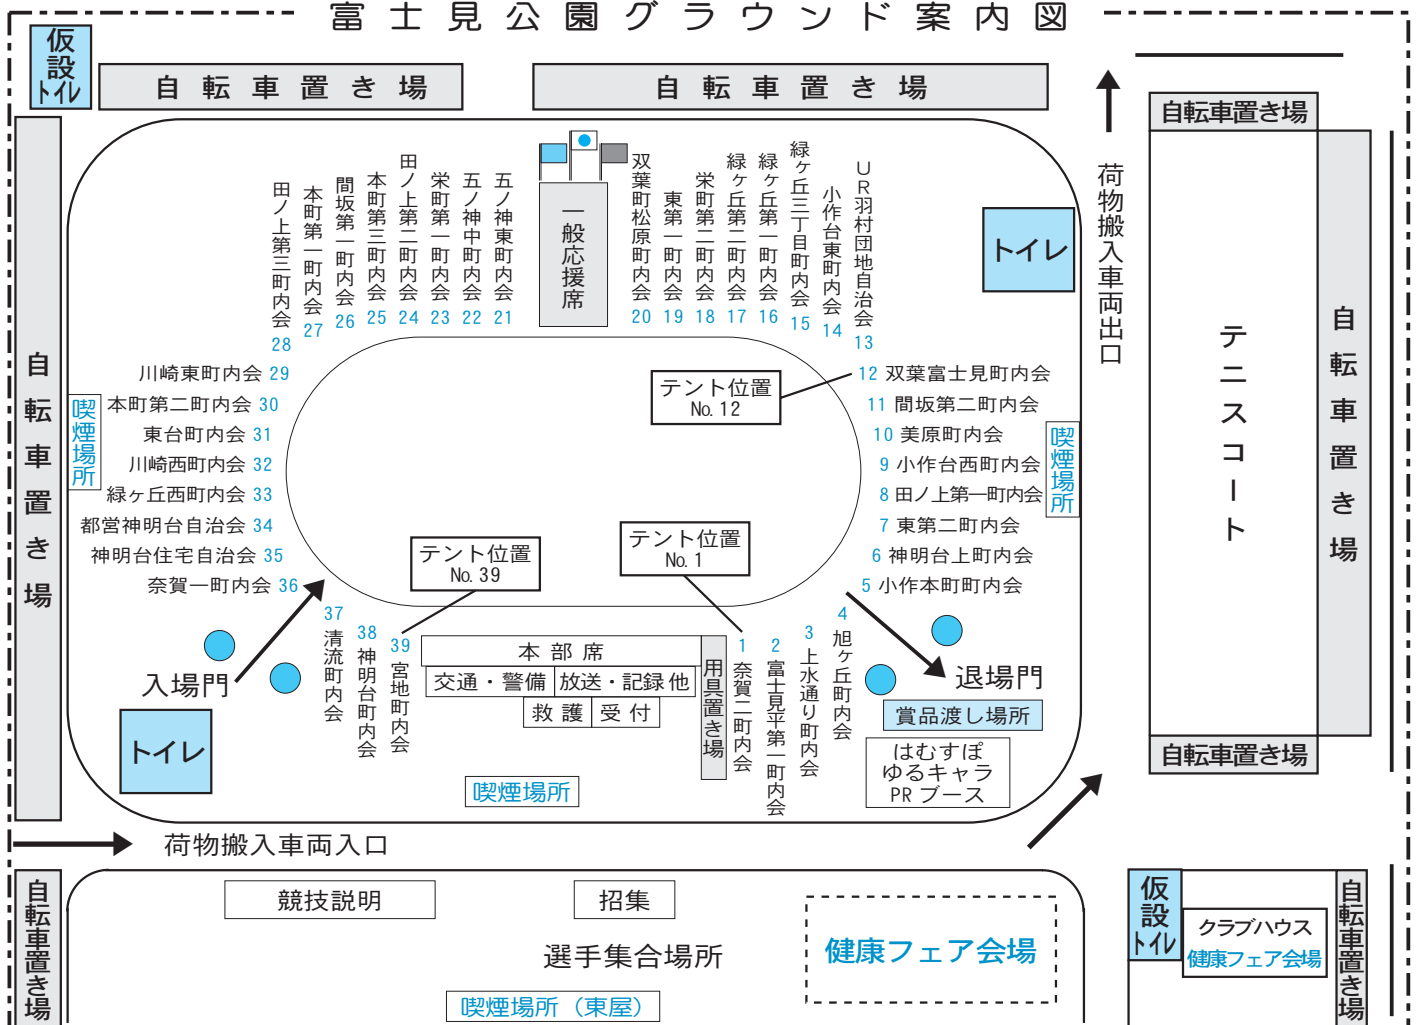 富士見公園グラウンド案内図
仮設トイレ
自転車置き場
自転車置き場
自転車置き場
自転車置き場
荷物搬入車両出口
トイレ
テニスコート
自転車置き場
自転車置き場
一般応援席
田ノ上第三町内会 28
本町第一町内会 27
間坂第一町内会 26
本町第三町内会 25
田ノ上第二町内会 24
栄町第一町内会 23
五ノ神中町内会 22
五ノ神東町内会 21
双葉町松原町内会 20
東第一町内会 19
栄町第二町内会 18
緑ヶ丘第二町内会 17
緑ヶ丘第一町内会 16
緑ヶ丘三丁目町内会 15
小作台東町内会 14
UR羽村団地自治会 13
川崎東町内会 29
本町第二町内会 30
東台町内会 31
川崎西町内会 32
緑ヶ丘西町内会 33
都営神明台自治会 34
神明台住宅自治会 35
奈賀一町内会 36
喫煙場所
テント位置
No. 12
12 双葉富士見町内会
11 間坂第二町内会
10 美原町内会
9 小作台西町内会
8 田ノ上第一町内会
7 東第二町内会
6 神明台上町内会
5 小作本町町内会
喫煙場所
テント位置
No. 39
テント位置
No. 1
37 清流町内会
38 神明台町内会
39 宮地町内会
本部席
交通・警備
放送・記録他
救護
受付
用具置き場
1 奈賀二町内会
2 富士見平第一町内会
3 上水通り町内会
4 旭ヶ丘町内会
入場門
トイレ
喫煙場所
退場門
賞品渡し場所
はむすぽ
ゆるキャラ
PR ブース
荷物搬入車両入口
自転車置き場
競技説明
招集
選手集合場所
喫煙場所（東屋）
健康フェア会場
仮設トイレ
クラブハウス
健康フェア会場
自転車置き場